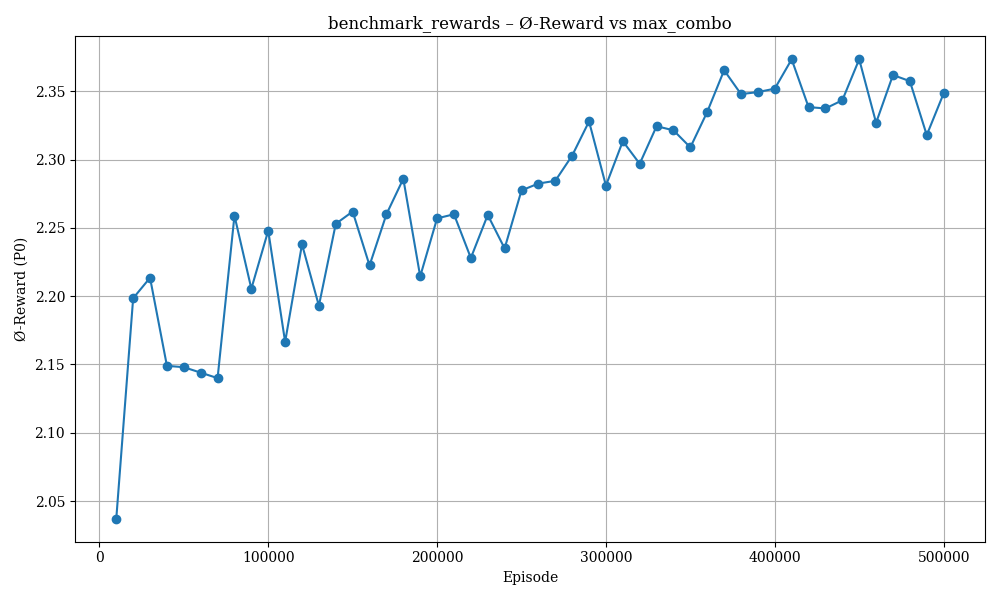 benchmark_rewards – Ø-Reward vs max_combo
Ø-Reward (P0)
2.35
2.30
2.25
2.20
2.15
2.10
2.05
0 100000 200000 300000 400000 500000
Episode